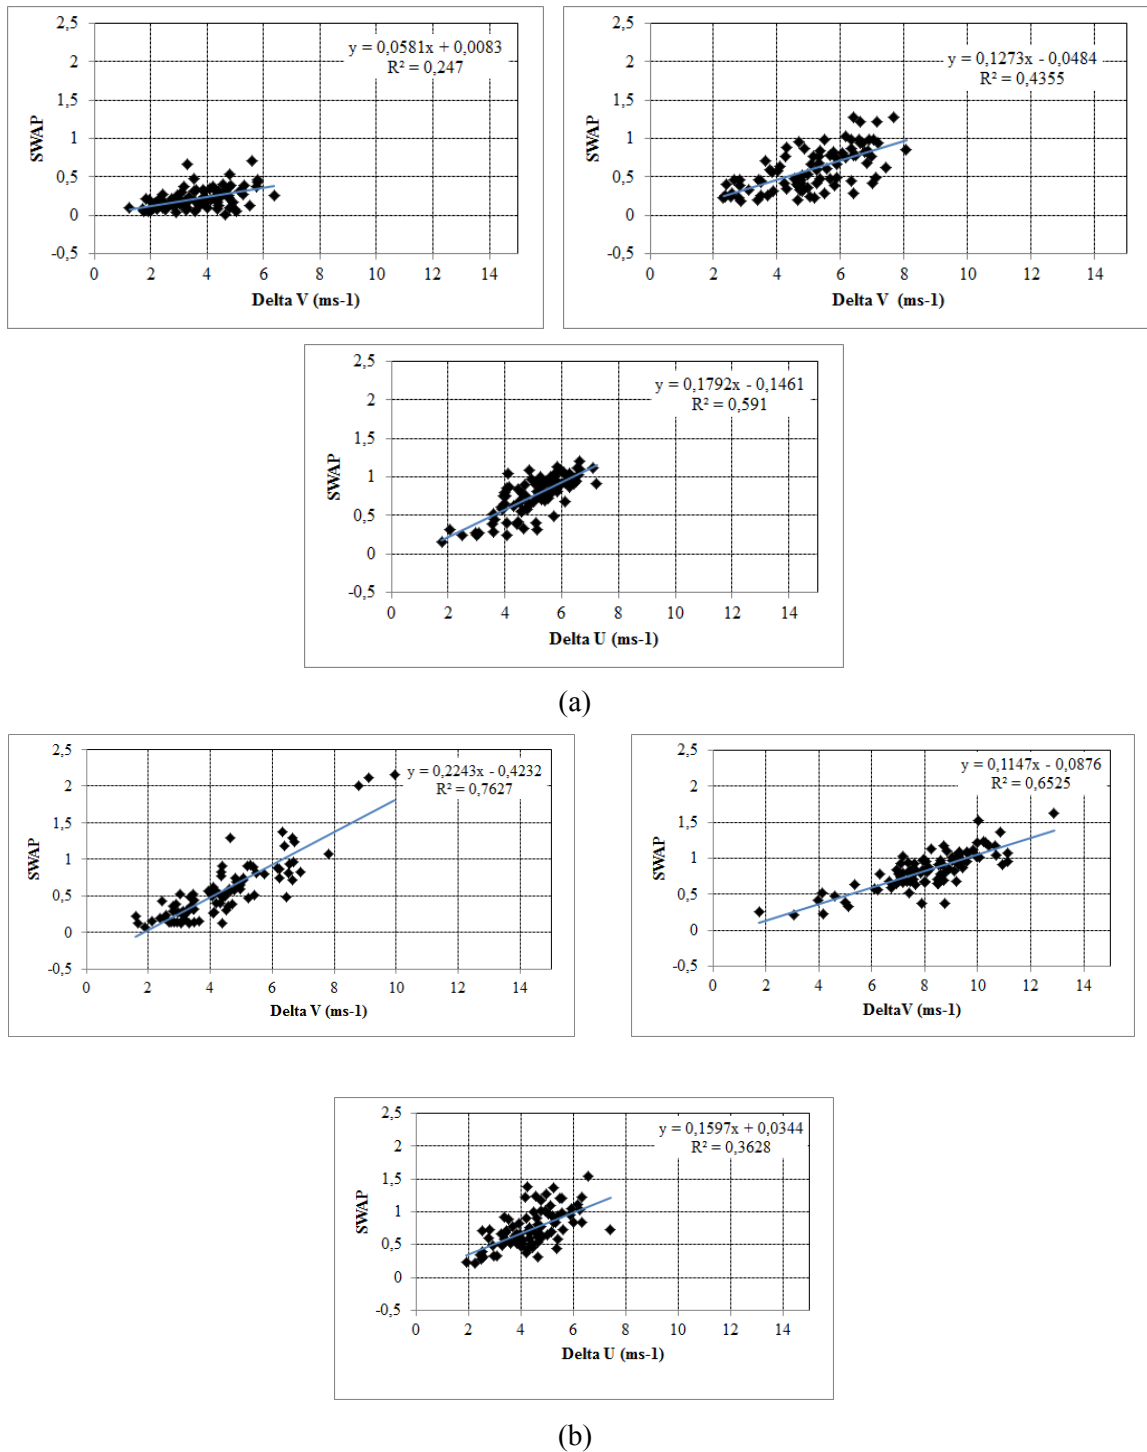 2,5
2
1,5
1
0,5
0
-0,5
SWAP
y = 0,0581x + 0,0083
R² = 0,247
0 2 4 6 8 10 12 14
Delta V (ms-1)
2,5
2
1,5
1
0,5
0
-0,5
SWAP
y = 0,1273x - 0,0484
R² = 0,4355
0 2 4 6 8 10 12 14
Delta V (ms-1)
2,5
2
1,5
1
0,5
0
-0,5
SWAP
y = 0,1792x - 0,1461
R² = 0,591
0 2 4 6 8 10 12 14
Delta U (ms-1)
(a)
2,5
2
1,5
1
0,5
0
-0,5
SWAP
y = 0,2243x - 0,4232
R² = 0,7627
0 2 4 6 8 10 12 14
Delta V (ms-1)
2,5
2
1,5
1
0,5
0
-0,5
SWAP
y = 0,1147x - 0,0876
R² = 0,6525
0 2 4 6 8 10 12 14
DeltaV (ms-1)
2,5
2
1,5
1
0,5
0
-0,5
SWAP
y = 0,1597x + 0,0344
R² = 0,3628
0 2 4 6 8 10 12 14
Delta U (ms-1)
(b)